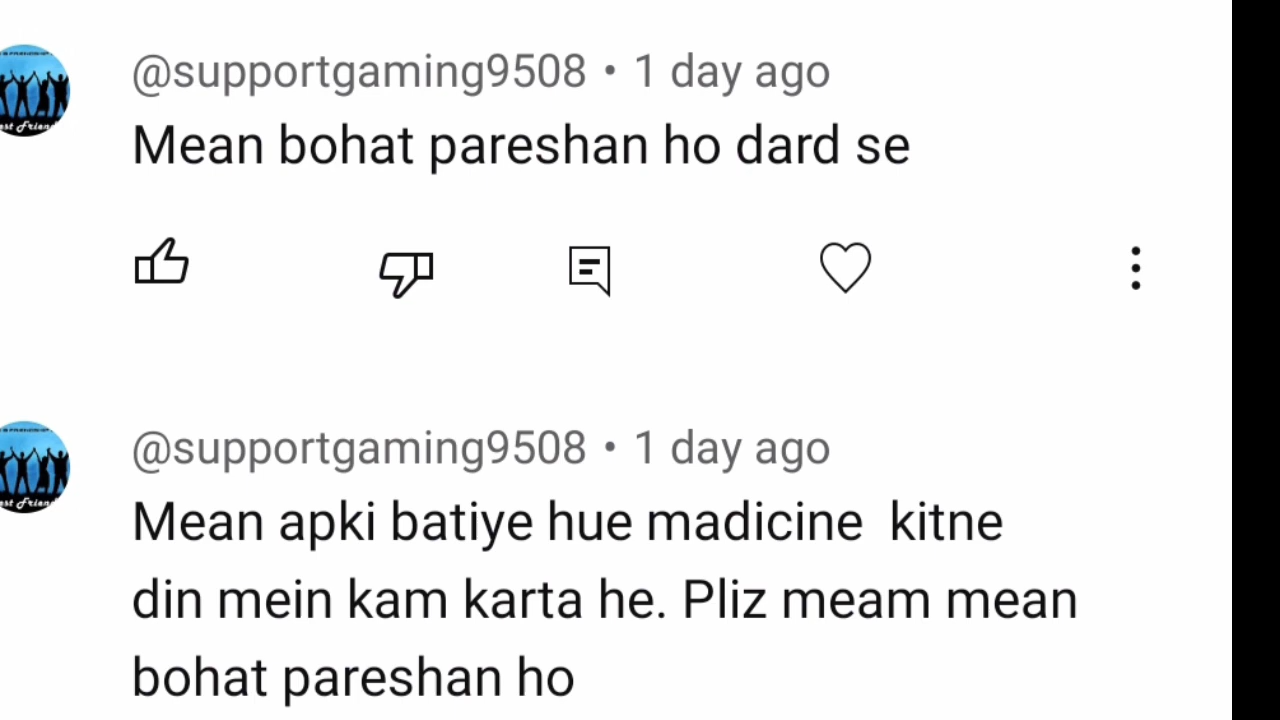 @supportgaming9508 • 1 day ago
Mean bohat pareshan ho dard se
@supportgaming9508 • 1 day ago
Mean apki batiye hue madicine kitne
din mein kam karta he. Pliz meam mean
bohat pareshan ho